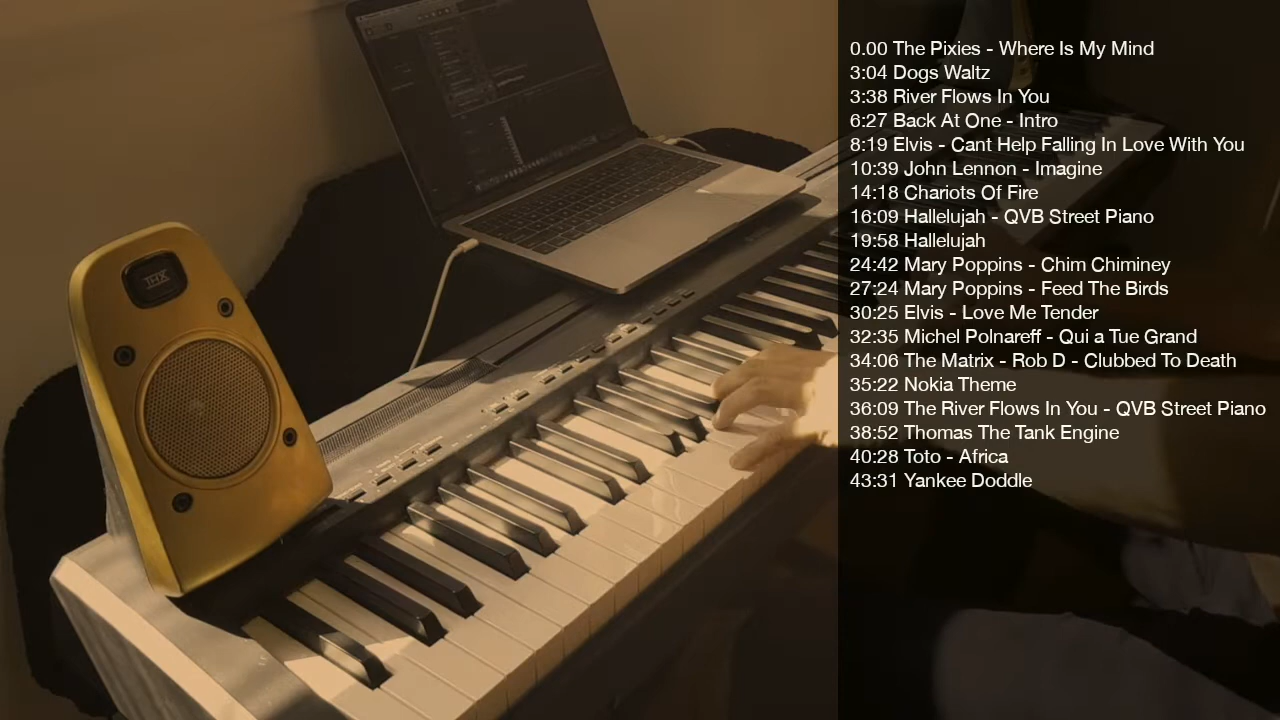 THX
0.00 The Pixies - Where Is My Mind
3:04 Dogs Waltz
3:38 River Flows In You
6:27 Back At One - Intro
8:19 Elvis - Cant Help Falling In Love With You
10:39 John Lennon - Imagine
14:18 Chariots Of Fire
16:09 Hallelujah - QVB Street Piano
19:58 Hallelujah
24:42 Mary Poppins - Chim Chiminey
27:24 Mary Poppins - Feed The Birds
30:25 Elvis - Love Me Tender
32:35 Michel Polnareff - Qui a Tue Grand
34:06 The Matrix - Rob D - Clubbed To Death
35:22 Nokia Theme
36:09 The River Flows In You - QVB Street Piano
38:52 Thomas The Tank Engine
40:28 Toto - Africa
43:31 Yankee Doddle